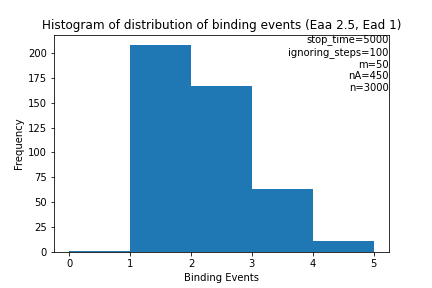 Histogram of distribution of binding events (Eaa 2.5, Ead 1)
stop_time=5000
ignoring_steps=100
m=50
nA=450
n=3000
200
175
150
125
100
75
50
25
0
Frequency
0 1 2 3 4 5
Binding Events